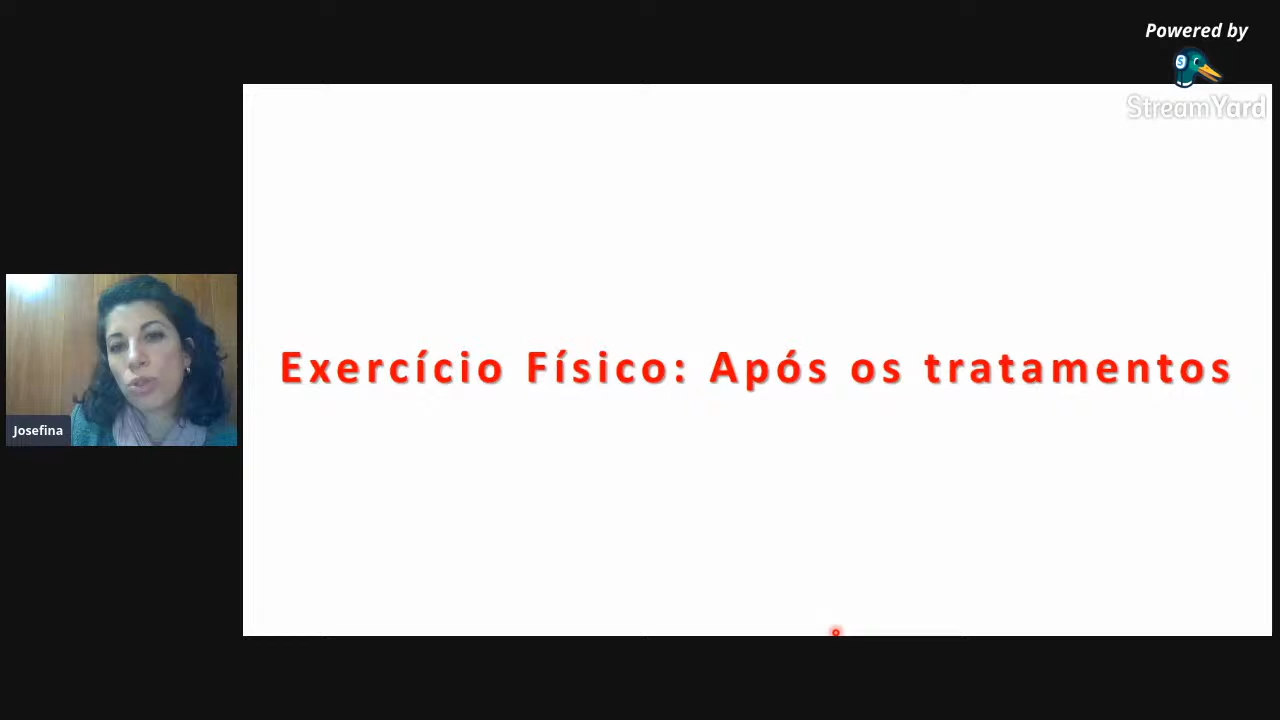 Powered by
StreamYard
Exercício Físico: Após os tratamentos
Josefina